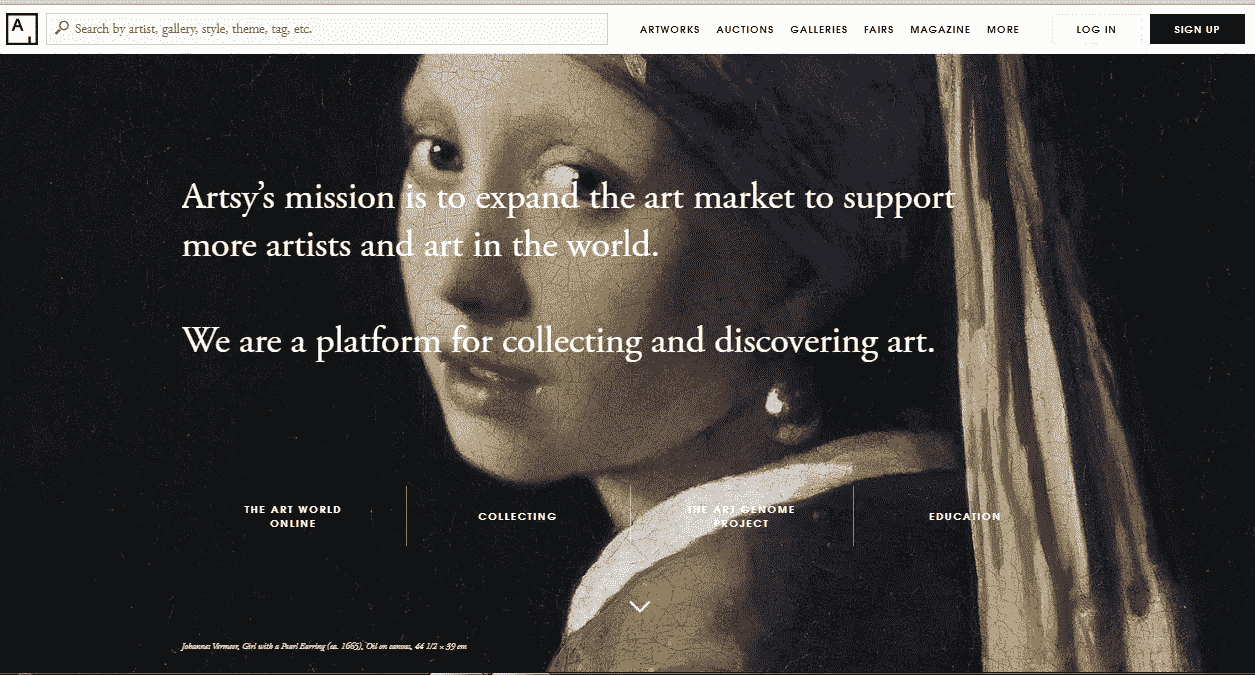 A
Search by artist, gallery, style, theme, tag, etc.
ARTWORKS AUCTIONS GALLERIES FAIRS MAGAZINE MORE LOG IN SIGN UP
Artsy’s mission is to expand the art market to support
more artists and art in the world.
We are a platform for collecting and discovering art.
THE ART WORLD
ONLINE
COLLECTING
THE ART GENOME
PROJECT
EDUCATION
Johannes Vermeer, Girl with a Pearl Earring (ca. 1665), Oil on canvas, 44 1/2 × 39 cm